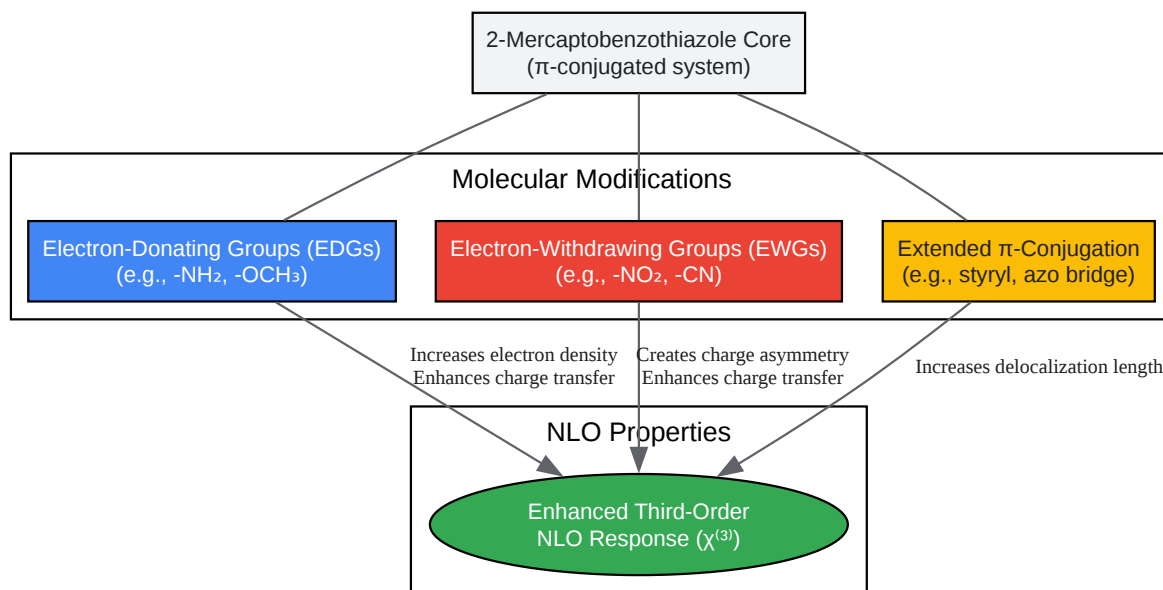 2-Mercaptobenzothiazole Core
(π-conjugated system)
Molecular Modifications
Electron-Donating Groups (EDGs)
(e.g., -NH₂, -OCH₃)
Electron-Withdrawing Groups (EWGs)
(e.g., -NO₂, -CN)
Extended π-Conjugation
(e.g., styryl, azo bridge)
Increases electron density
Enhances charge transfer
Creates charge asymmetry
Enhances charge transfer
Increases delocalization length
NLO Properties
Enhanced Third-Order
NLO Response (χ⁽³⁾)